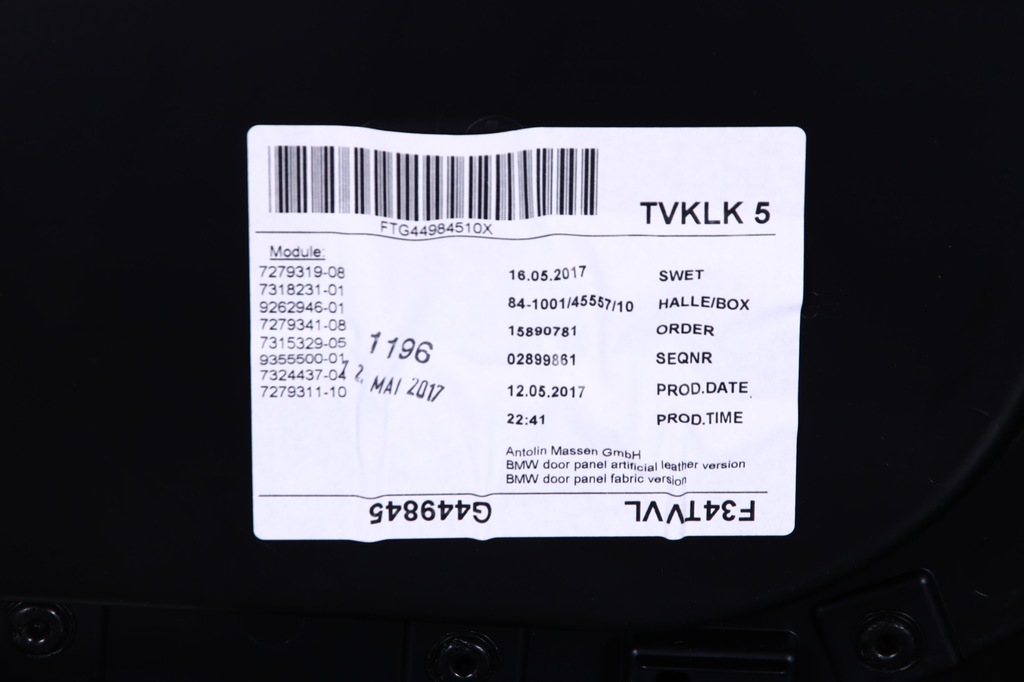 FTG44984510X
TVKLK 5
Module:
7279319-08
7318231-01
9262946-01
7279341-08
7315329-05
9355500-01
7324437-04
7279311-10
1196
12. MAI 2017
16.05.2017 SWET
84-1001/45557/10 HALLE/BOX
15890781 ORDER
02899861 SEQNR
12.05.2017 PROD.DATE
22:41 PROD.TIME
Antolin Massen GmbH
BMW door panel artificial leather version
BMW door panel fabric version
F34TVVL
G449845